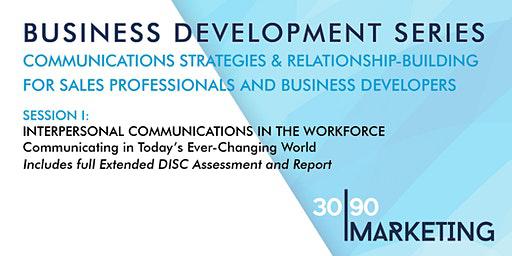 BUSINESS DEVELOPMENT SERIES
COMMUNICATIONS STRATEGIES & RELATIONSHIP-BUILDING
FOR SALES PROFESSIONALS AND BUSINESS DEVELOPERS
SESSION I:
INTERPERSONAL COMMUNICATIONS IN THE WORKFORCE
Communicating in Today's Ever-Changing World
Includes full Extended DISC Assessment and Report
30|90
MARKETING